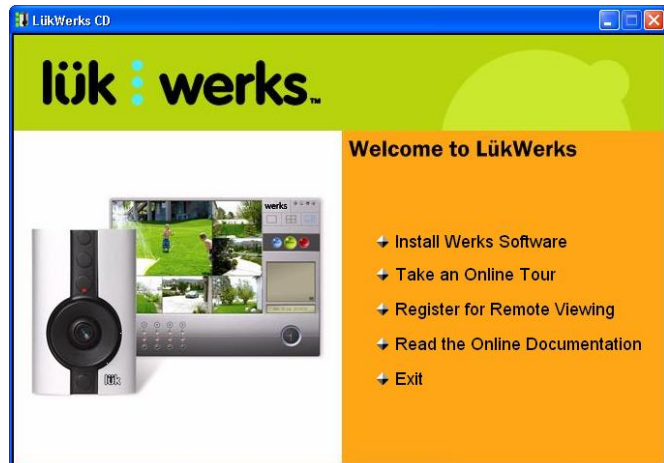 LükWerks CD
lük werks™
Welcome to LükWerks
werks
Install Werks Software
Take an Online Tour
Register for Remote Viewing
Read the Online Documentation
Exit
lük